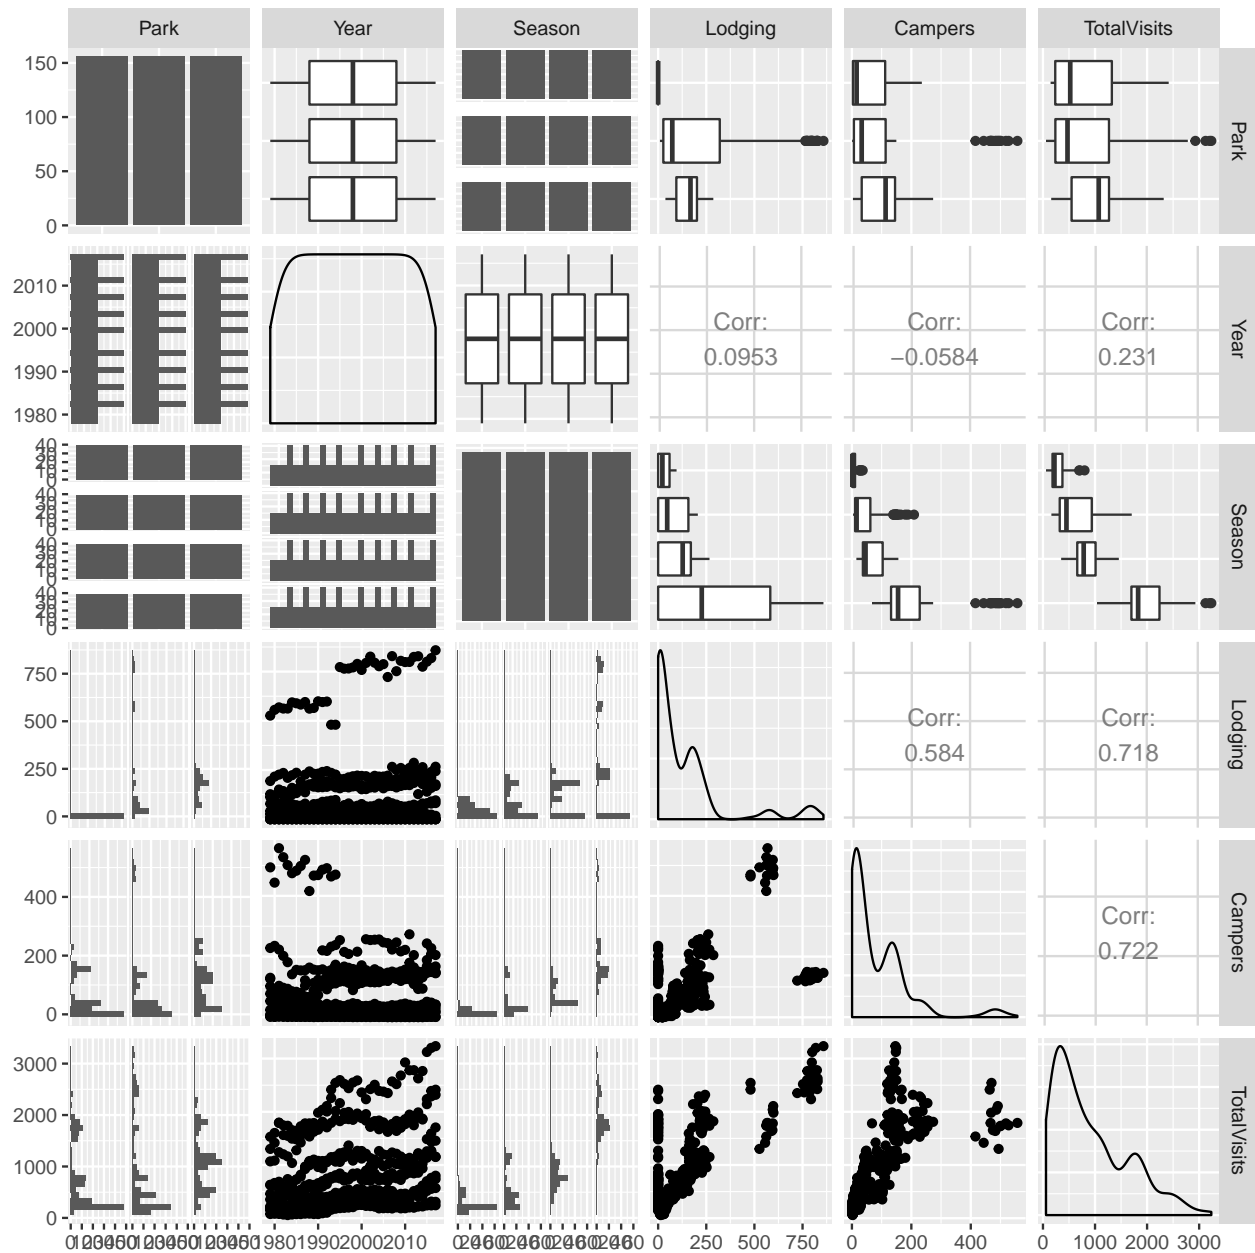 Park Year Season Lodging Campers TotalVisits
150
100
50
0
Park
2010
2000
1990
1980
Corr:
0.0953
Corr:
−0.0584
Corr:
0.231
Year
Season
750
500
250
0
Corr:
0.584
Corr:
0.718
Lodging
400
200
0
Corr:
0.722
Campers
3000
2000
1000
0
TotalVisits
1980 1990 2000 2010
0 250 500 750
0 200 400
0 1000 2000 3000